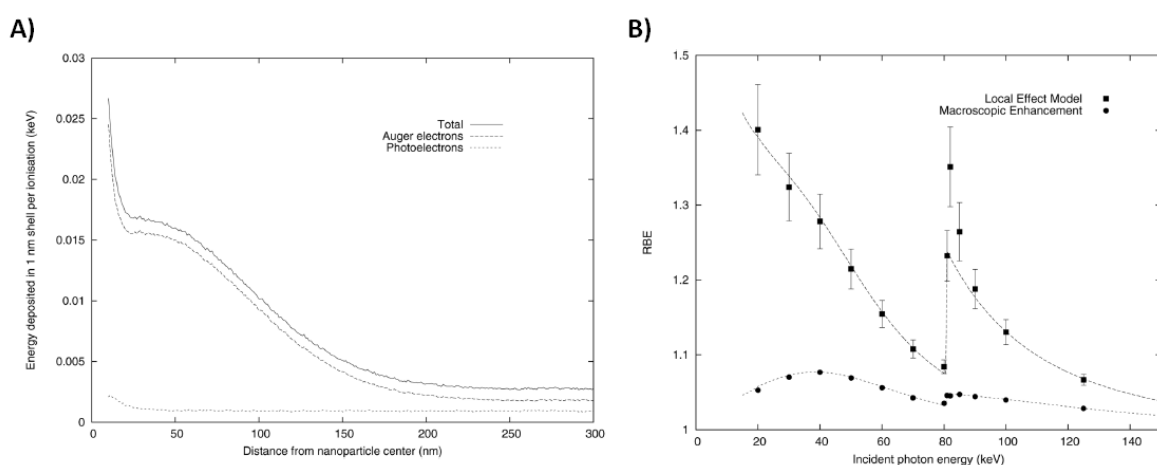 A)
0.03
0.025
0.02
0.015
0.01
0.005
0
Energy deposited in 1 nm shell per ionisation (keV)
Total
Auger electrons
Photoelectrons
0
50
100
150
200
250
300
Distance from nanoparticle center (nm)
B)
1.5
1.4
1.3
1.2
1.1
1
RBE
Local Effect Model
Macroscopic Enhancement
0
20
40
60
80
100
120
140
Incident photon energy (keV)